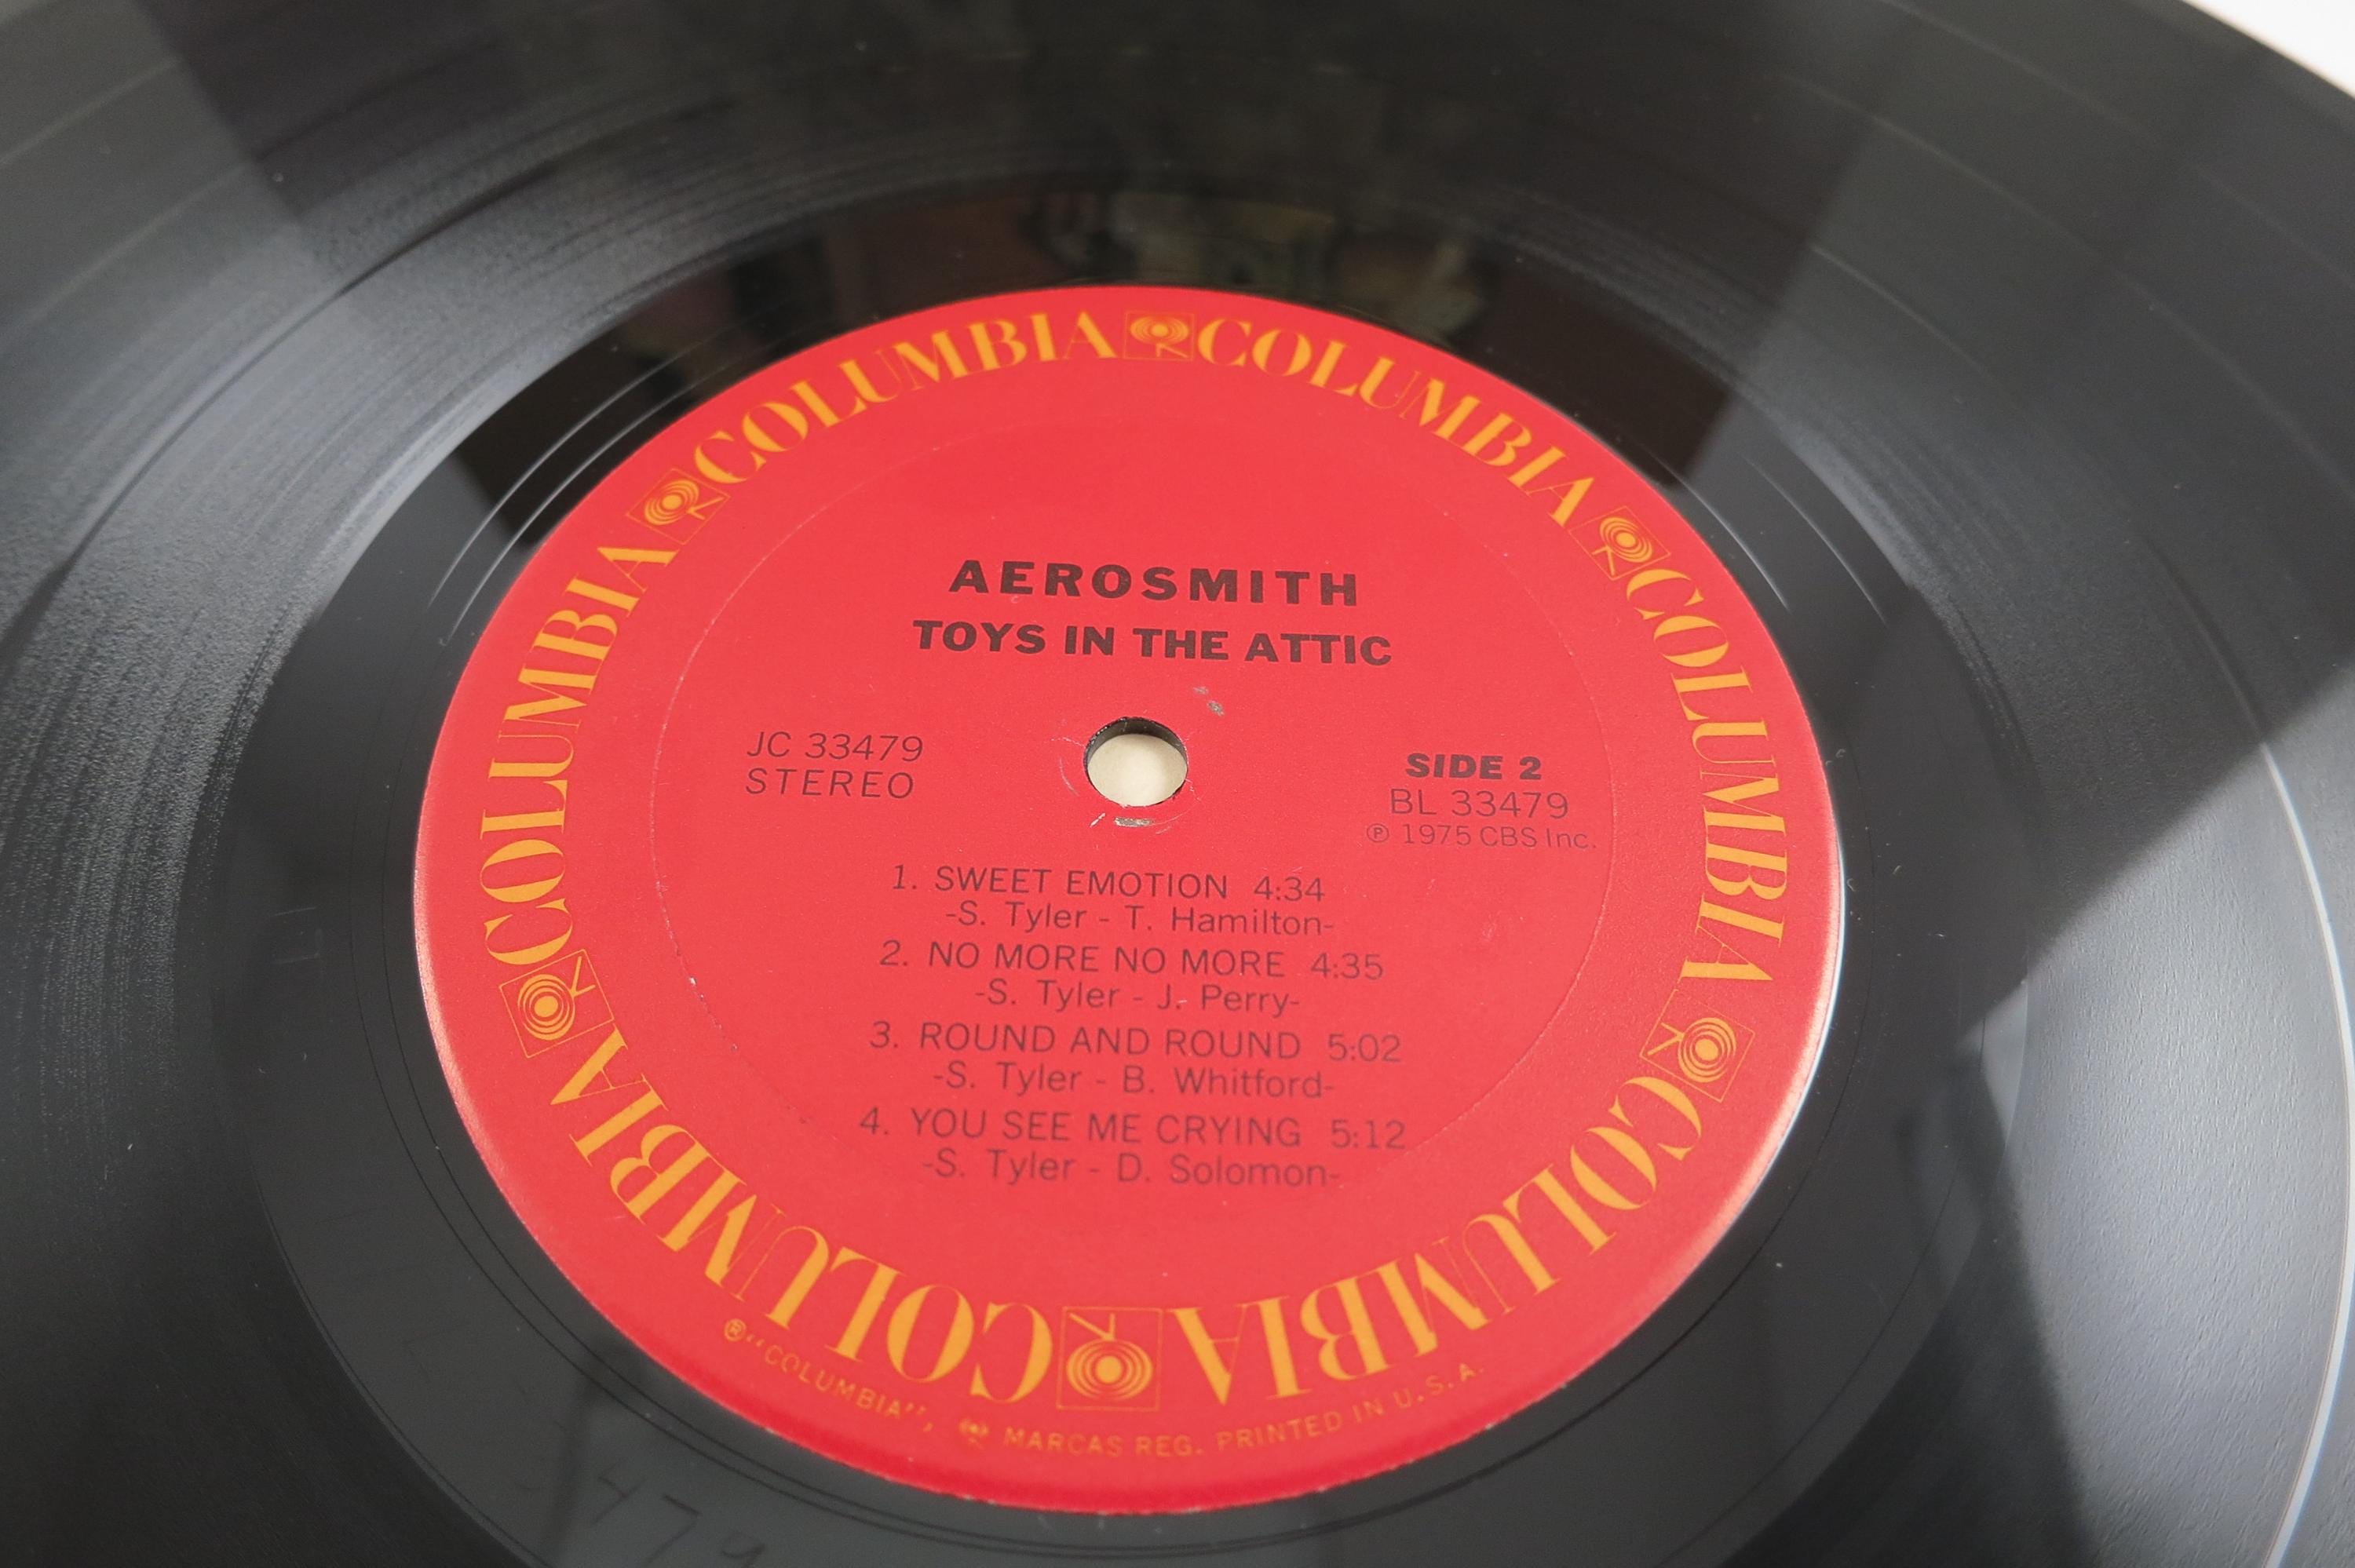 COLUMBIA COLUMBIA COLUMBIA COLUMBIA COLUMBIA COLUMBIA
AEROSMITH
TOYS IN THE ATTIC
JC 33479
STEREO
SIDE 2
BL 33479
℗ 1975 CBS Inc.
1. SWEET EMOTION 4:34
-S. Tyler - T. Hamilton-
2. NO MORE NO MORE 4:35
-S. Tyler - J. Perry-
3. ROUND AND ROUND 5:02
-S. Tyler - B. Whitford-
4. YOU SEE ME CRYING 5:12
-S. Tyler - D. Solomon-
® "COLUMBIA", MARCAS REG. PRINTED IN U.S.A.